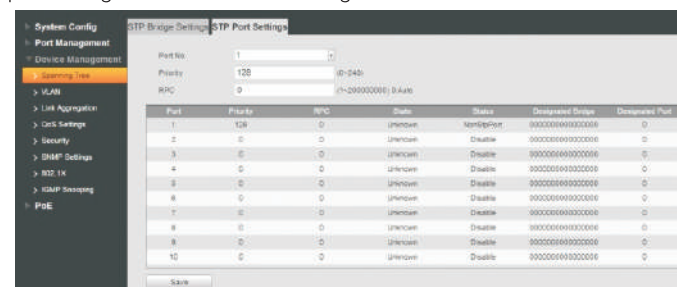 System Config
Port Management
Device Management
Spanning Tree
VLAN
Link Aggregation
QoS Settings
Security
SNMP Settings
802.1X
IGMP Snooping
PoE
STP Bridge Settings STP Port Settings
Port No. 1
Priority 128 (0~240)
RPC 0 (1~200000000) 0:Auto
Port Priority RPC State Status Designated Bridge Designated Port
1 128 0 Unknown NonStpPort 0000000000000000 0
2 0 0 Unknown Disable 0000000000000000 0
3 0 0 Unknown Disable 0000000000000000 0
4 0 0 Unknown Disable 0000000000000000 0
5 0 0 Unknown Disable 0000000000000000 0
6 0 0 Unknown Disable 0000000000000000 0
7 0 0 Unknown Disable 0000000000000000 0
8 0 0 Unknown Disable 0000000000000000 0
9 0 0 Unknown Disable 0000000000000000 0
10 0 0 Unknown Disable 0000000000000000 0
Save